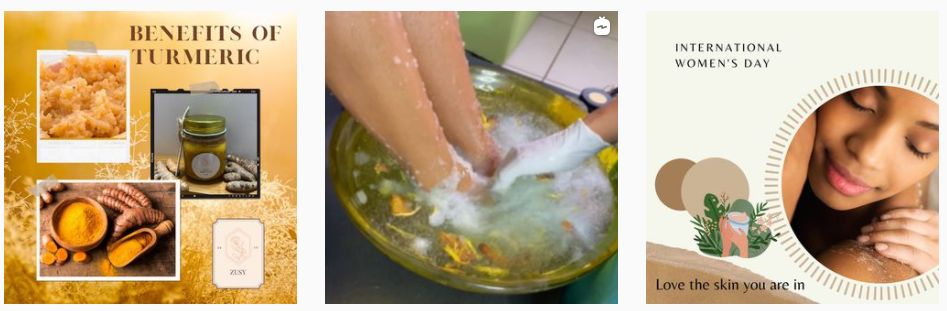 BENEFITS OF
TURMERIC
ZUSY
INTERNATIONAL
WOMEN'S DAY
Love the skin you are in